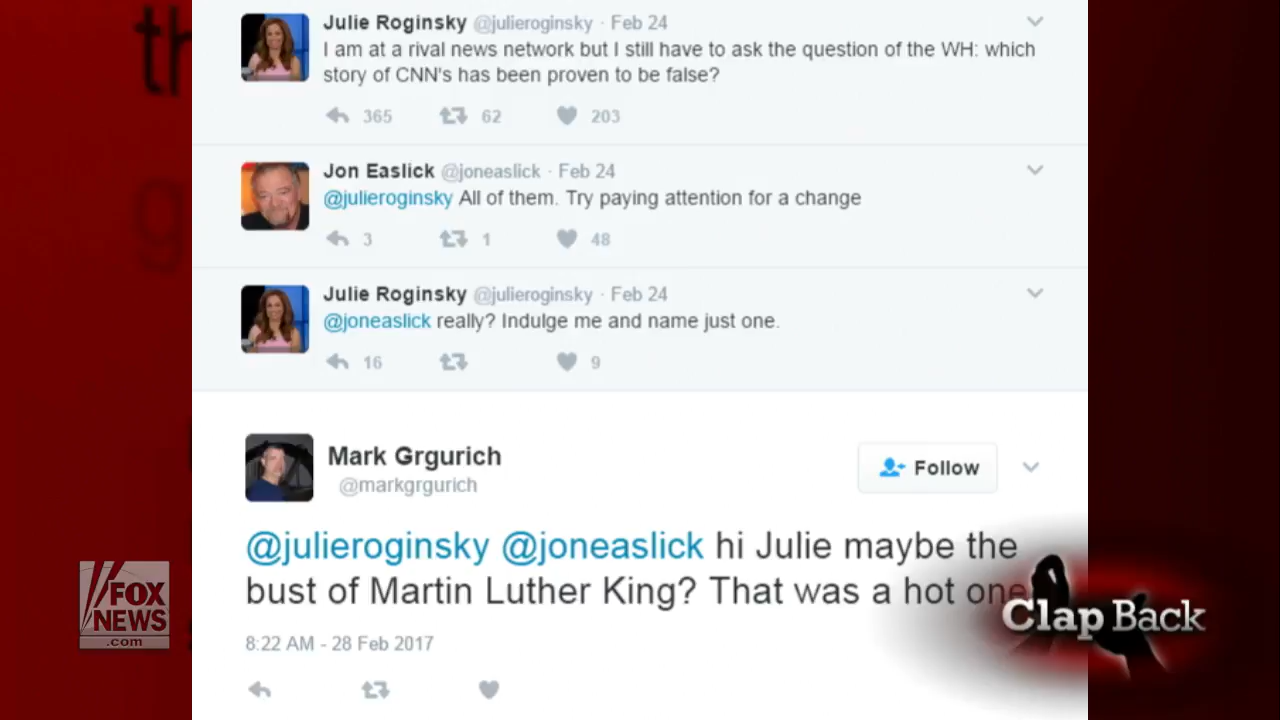 Julie Roginsky @julieroginsky · Feb 24
I am at a rival news network but I still have to ask the question of the WH: which
story of CNN's has been proven to be false?
365 62 203
Jon Easlick @joneaslick · Feb 24
@julieroginsky All of them. Try paying attention for a change
3 1 48
Julie Roginsky @julieroginsky · Feb 24
@joneaslick really? Indulge me and name just one.
16 9
Mark Grgurich
@markgrgurich
Follow
@julieroginsky @joneaslick hi Julie maybe the
bust of Martin Luther King? That was a hot one
8:22 AM - 28 Feb 2017
FOX
NEWS
.com
Clap Back